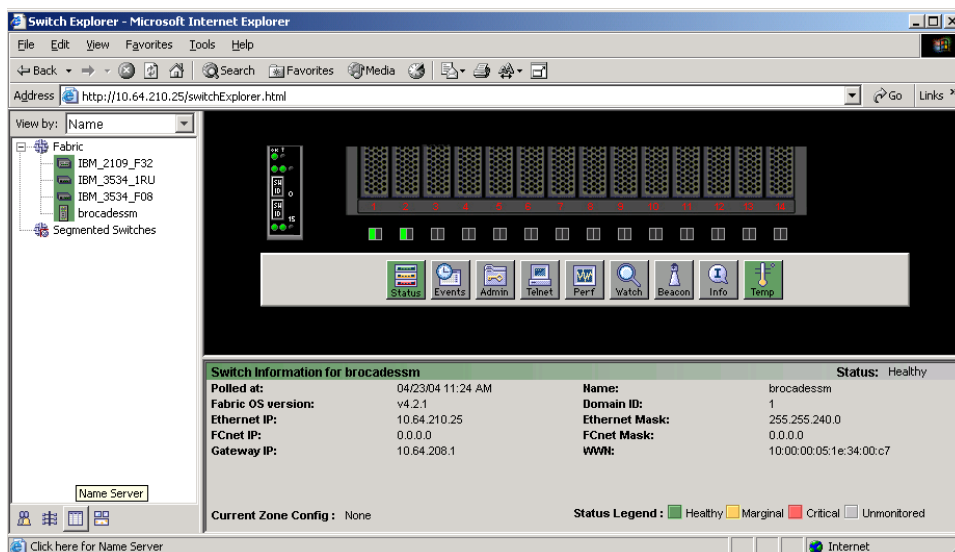 Switch Explorer - Microsoft Internet Explorer
File Edit View Favorites Tools Help
Back Search Favorites Media
Address http://10.64.210.25/switchExplorer.html Go Links »
View by: Name
Fabric
IBM_2109_F32
IBM_3534_1RU
IBM_3534_F08
brocadessm
Segmented Switches
SW ID 0
SW ID 15
1 2 3 4 5 6 7 8 9 10 11 12 13 14
Status Events Admin Telnet Perf Watch Beacon Info Temp
Switch Information for brocadessm Status: Healthy
Polled at: 04/23/04 11:24 AM Name: brocadessm
Fabric OS version: v4.2.1 Domain ID: 1
Ethernet IP: 10.64.210.25 Ethernet Mask: 255.255.240.0
FCnet IP: 0.0.0.0 FCnet Mask: 0.0.0.0
Gateway IP: 10.64.208.1 WWN: 10:00:00:05:1e:34:00:c7
Name Server
Current Zone Config : None Status Legend : Healthy Marginal Critical Unmonitored
Click here for Name Server Internet